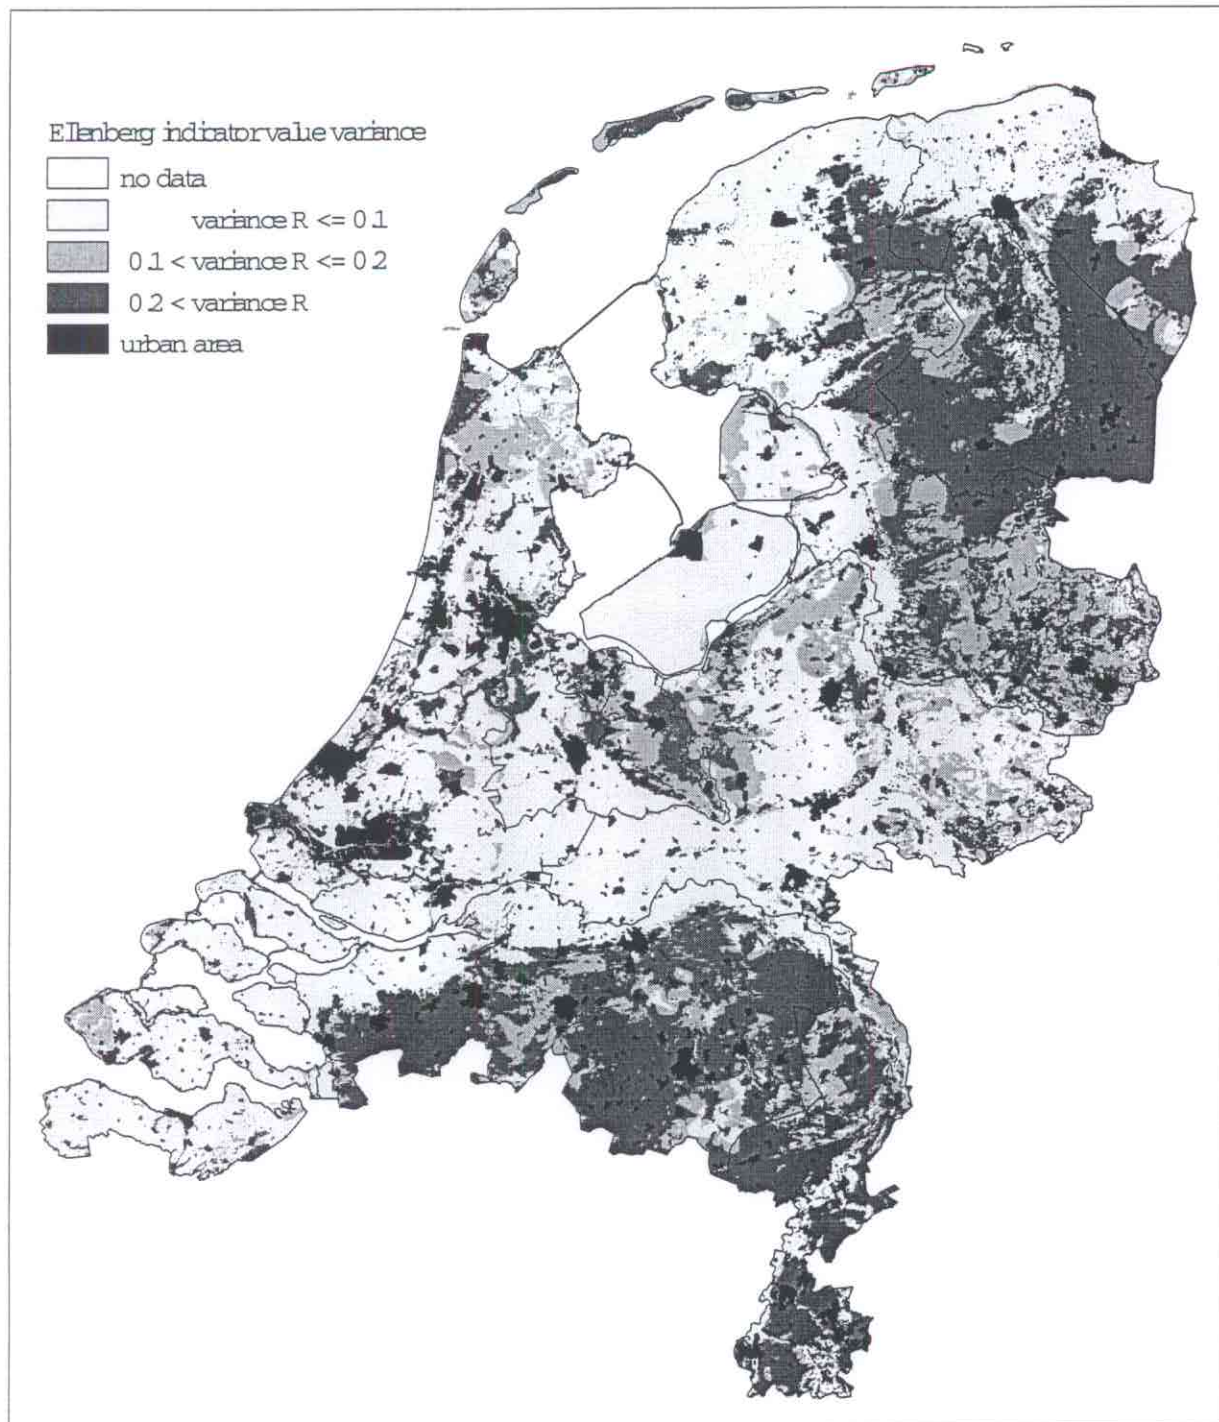 Ellenberg indicator value variance
no data
variance R <= 0.1
0.1 < variance R <= 0.2
0.2 < variance R
urban area